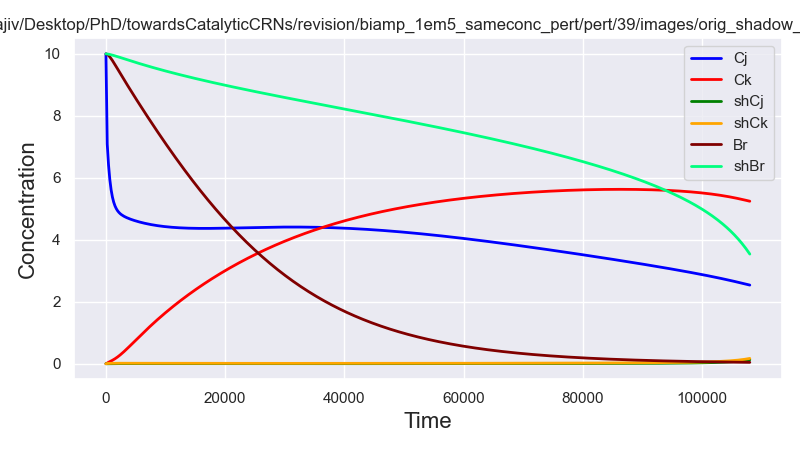 ajiv/Desktop/PhD/towardsCatalyticCRNs/revision/biamp_1em5_sameconc_pert/pert/39/images/orig_shadow_
10
8
6
4
2
0
Concentration
0 20000 40000 60000 80000 100000
Time
Cj
Ck
shCj
shCk
Br
shBr